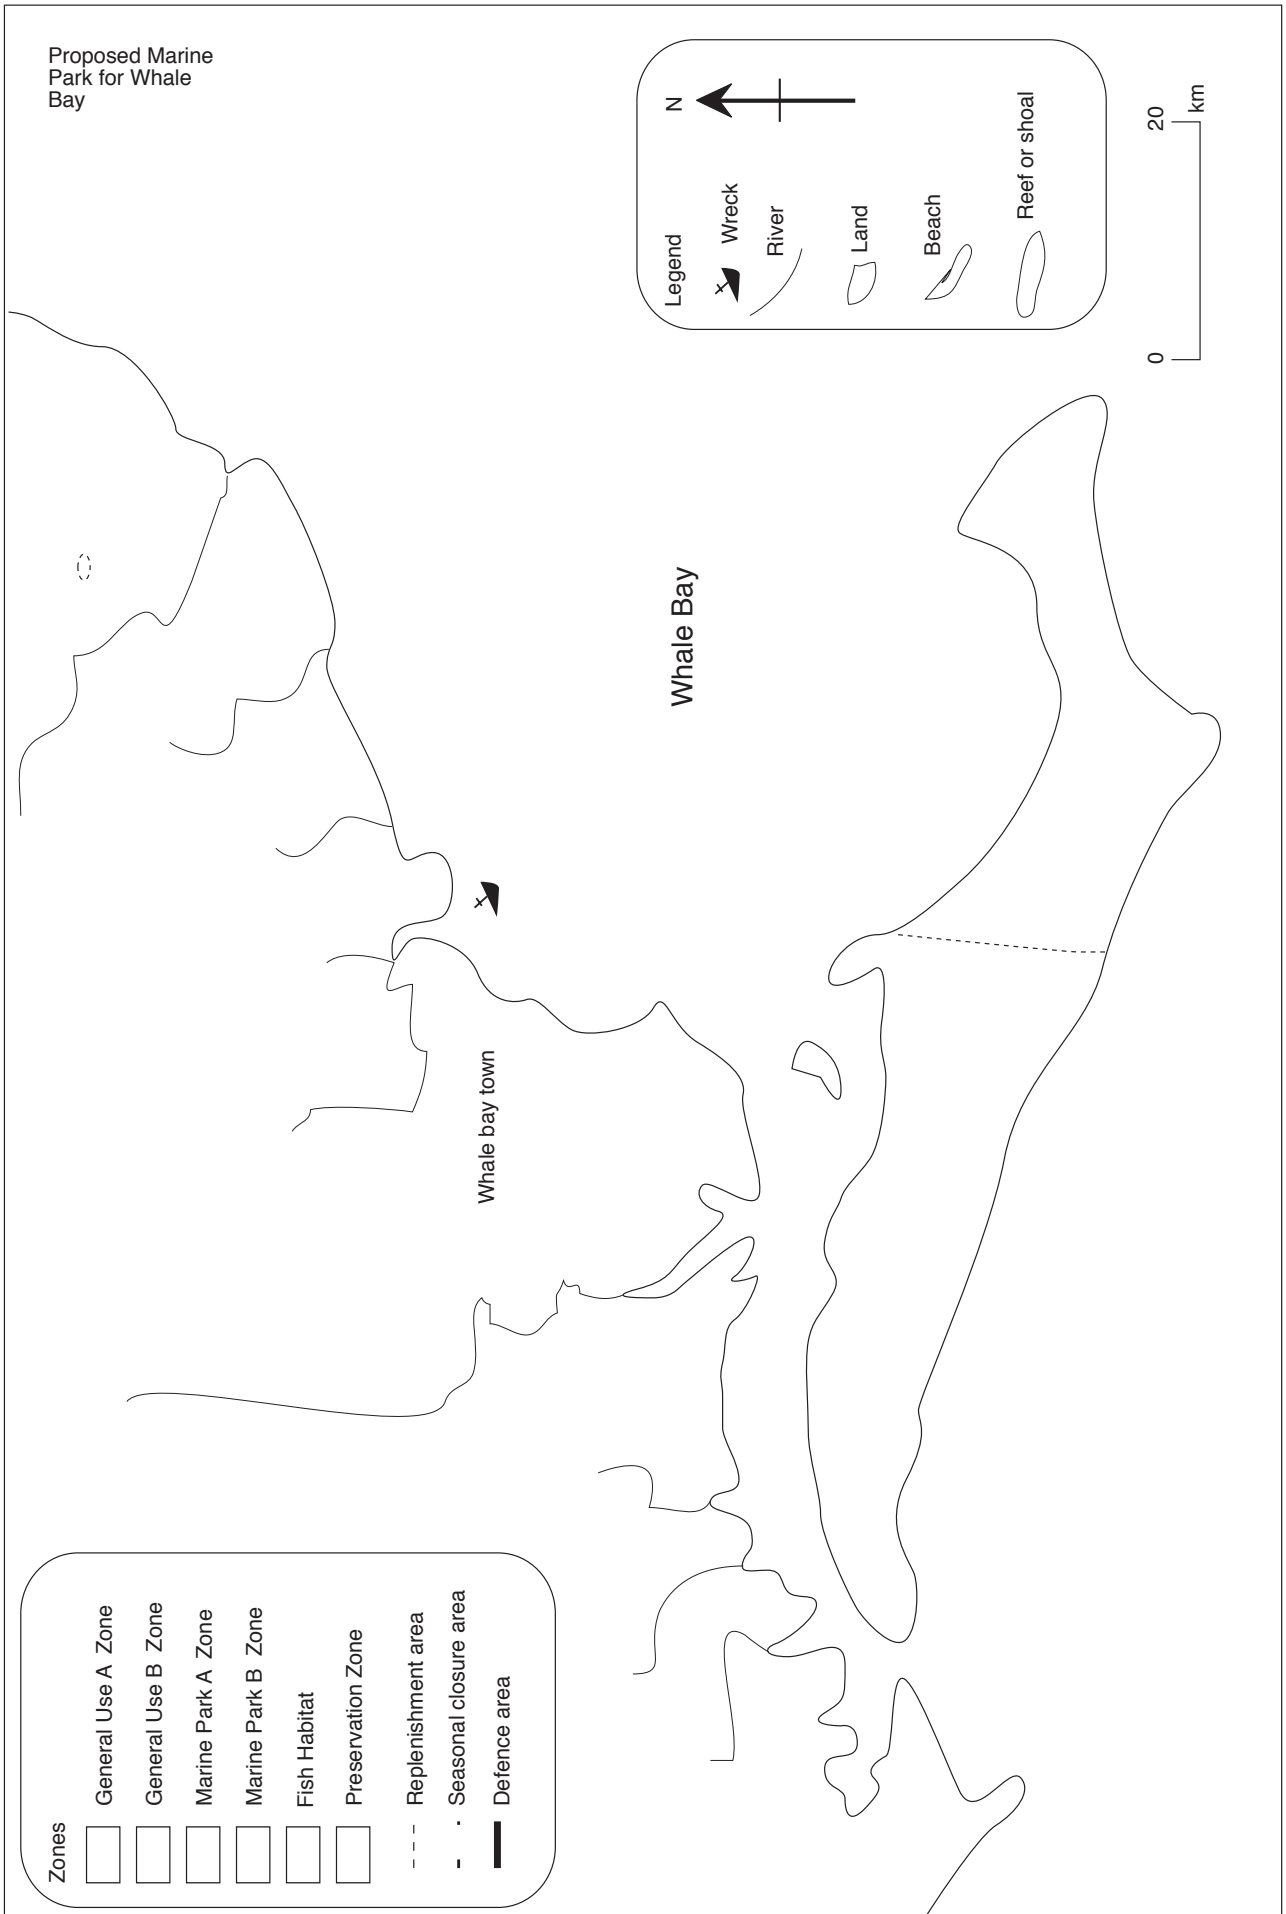 Proposed Marine
Park for Whale
Bay
Legend
N
Wreck
River
Land
Beach
Reef or shoal
0
20
km
Whale Bay
Whale bay town
Zones
General Use A Zone
General Use B Zone
Marine Park A Zone
Marine Park B Zone
Fish Habitat
Preservation Zone
Replenishment area
Seasonal closure area
Defence area